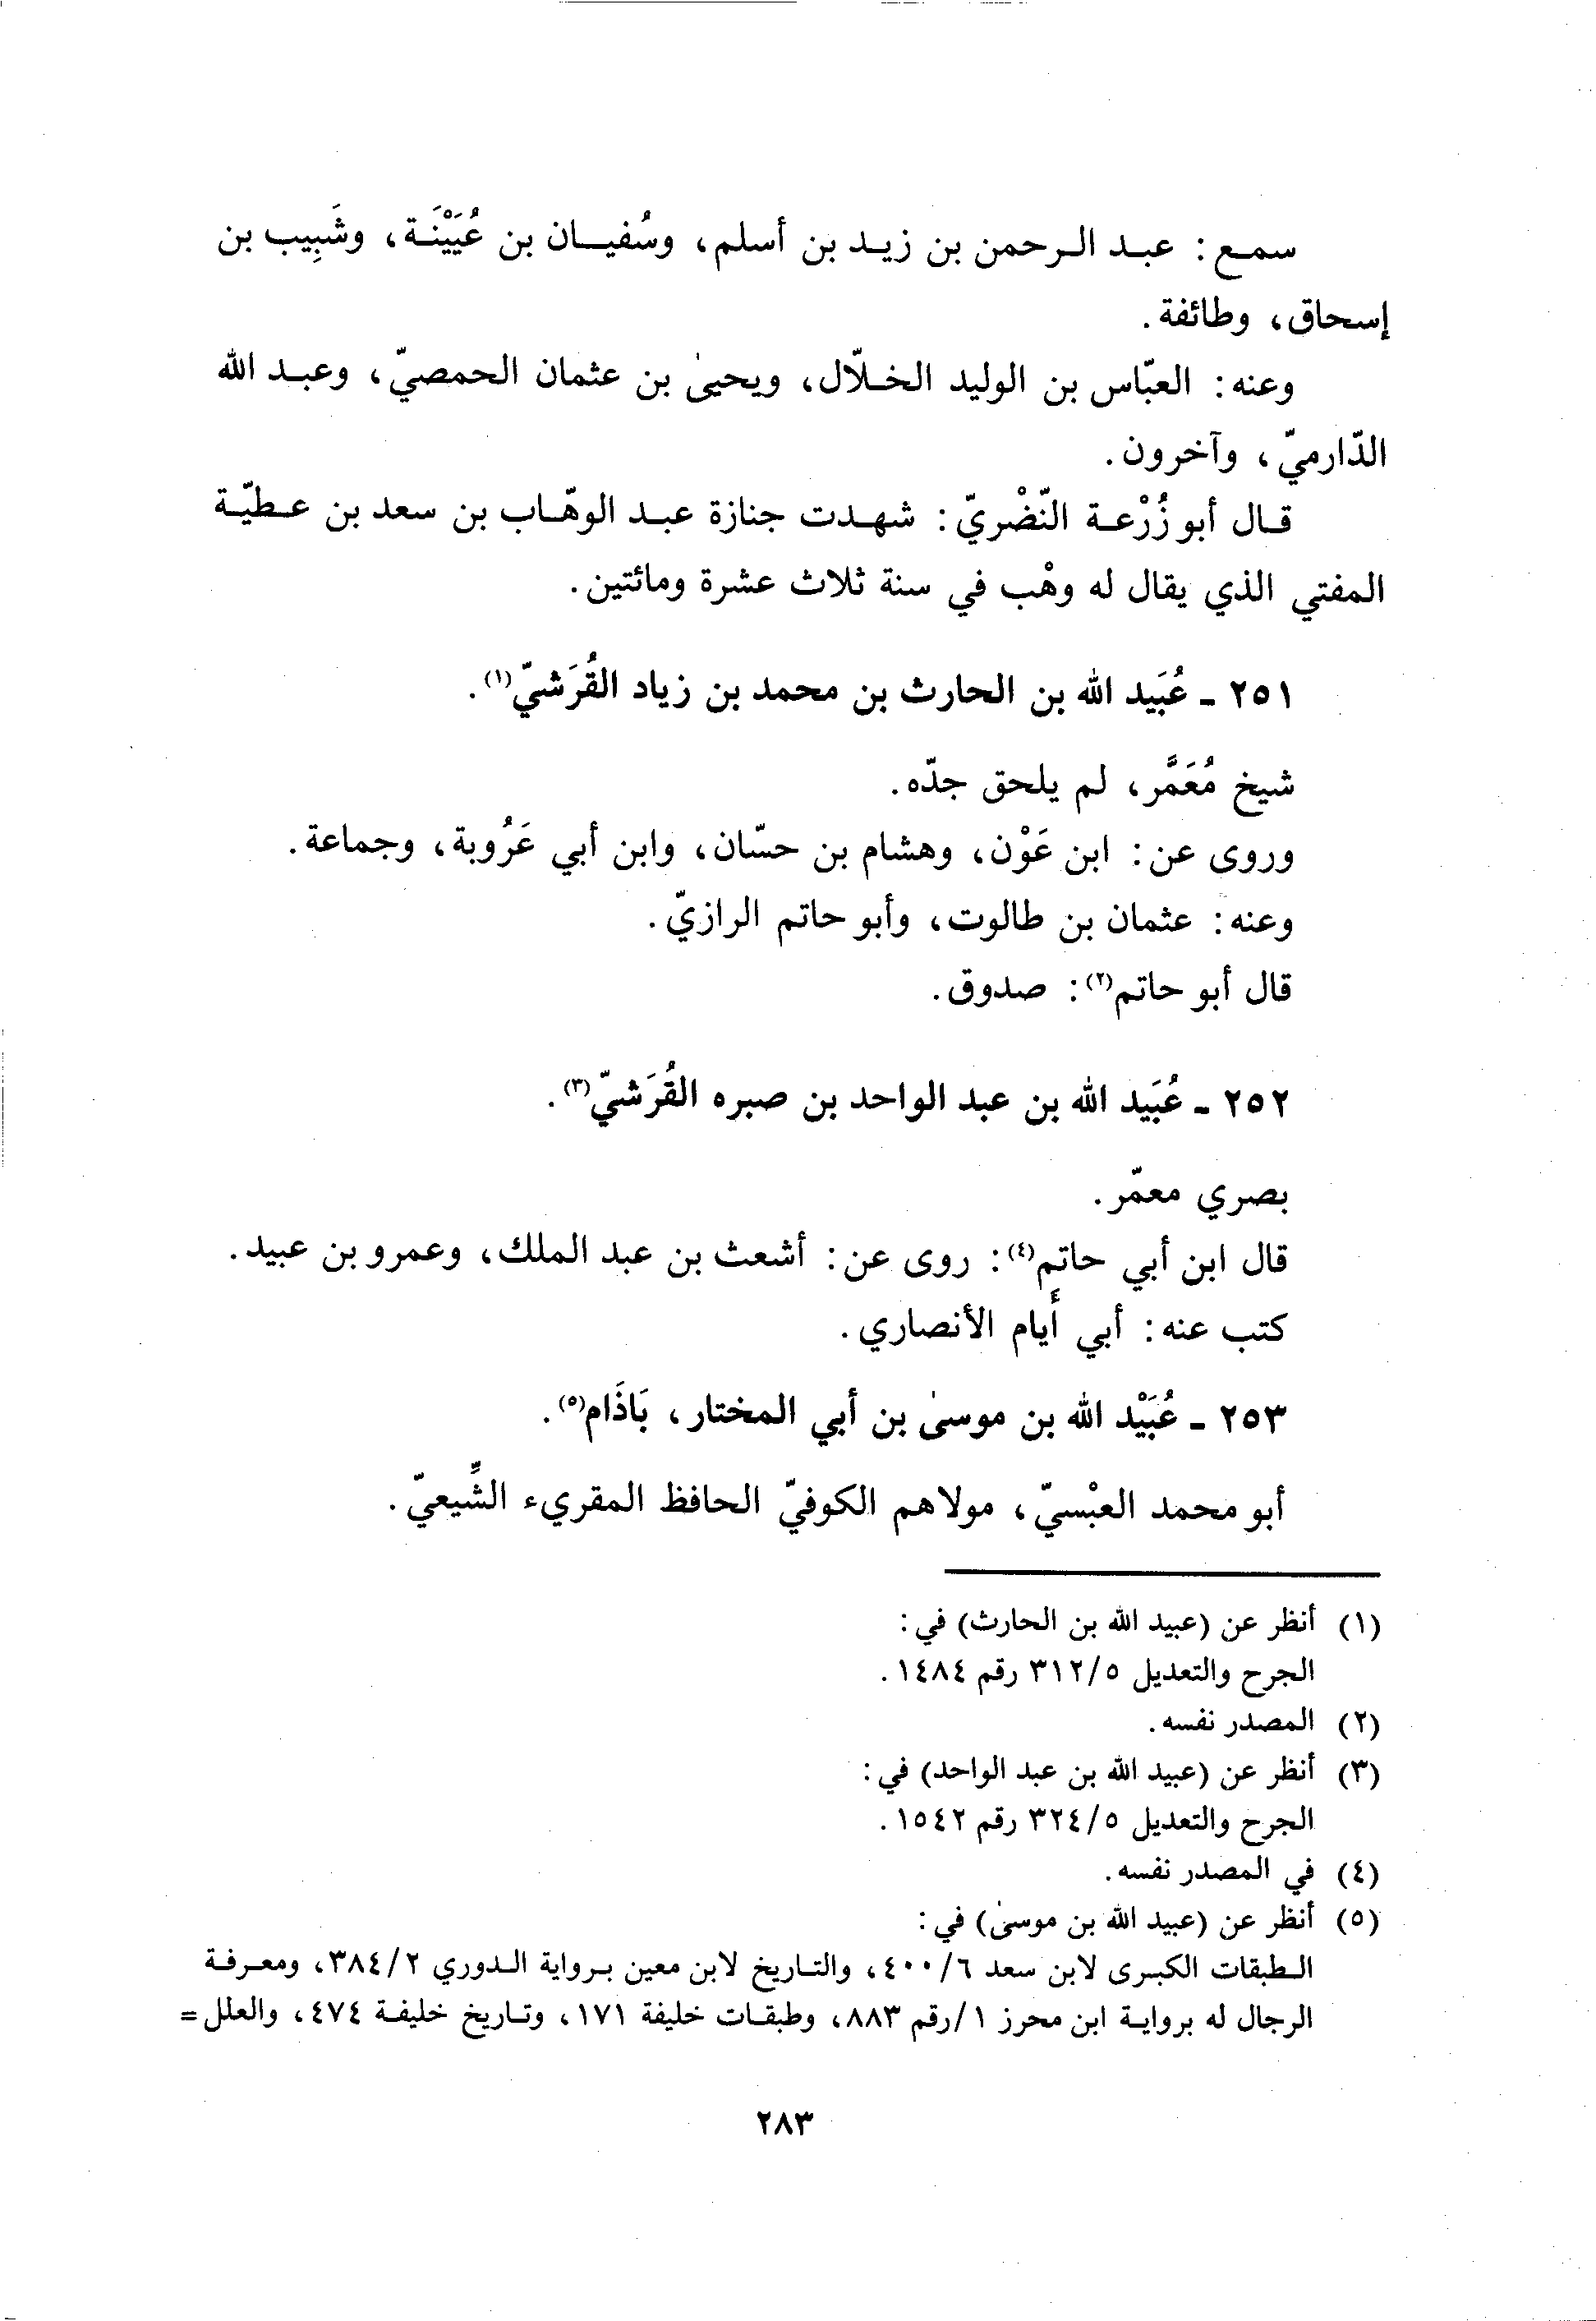 سمع : عبد الرحمن بن زيد بن أسلم، وسُفيان بن عُيَيْنَة، وشَبِيب بن
إسحاق، وطائفة.
وعنه : العبّاس بن الوليد الخلّال، ويحيىٰ بن عثمان الحمصيّ، وعبد الله
الدّارميّ، وآخرون.
قال أبو زُرْعة النّضْريّ : شهدت جنازة عبد الوهّاب بن سعد بن عطيّة
المفتي الذي يقال له وهْب في سنة ثلاث عشرة ومائتين.
٢٥١ - عُبَيد الله بن الحارث بن محمد بن زياد القُرَشيّ(١).
شيخ مُعَمَّر، لم يلحق جدّه.
وروى عن : ابن عَوْن، وهشام بن حسّان، وابن أبي عَرُوبة، وجماعة.
وعنه : عثمان بن طالوت، وأبو حاتم الرازيّ.
قال أبو حاتم(٢) : صدوق.
٢٥٢ - عُبَيد الله بن عبد الواحد بن صبره القُرَشيّ(٣).
بصري معمّر.
قال ابن أبي حاتم(٤) : روى عن : أشعث بن عبد الملك، وعمرو بن عبيد.
كتب عنه : أبي أَيام الأنصاري.
٢٥٣ - عُبَيْد الله بن موسىٰ بن أبي المختار، بَاذَام(٥).
أبو محمد العبْسيّ، مولاهم الكوفيّ الحافظ المقريء الشِّيعيّ.
(١) أنظر عن (عبيد الله بن الحارث) في :
الجرح والتعديل ٣١٢/٥ رقم ١٤٨٤.
(٢) المصدر نفسه.
(٣) أنظر عن (عبيد الله بن عبد الواحد) في :
الجرح والتعديل ٣٢٤/٥ رقم ١٥٤٢.
(٤) في المصدر نفسه.
(٥) أنظر عن (عبيد الله بن موسىٰ) في :
الطبقات الكبرى لابن سعد ٤٠٠/٦، والتاريخ لابن معين برواية الدوري ٣٨٤/٢، ومعرفة
الرجال له برواية ابن محرز ١/رقم ٨٨٣، وطبقات خليفة ١٧١، وتاريخ خليفة ٤٧٤، والعلل =
٢٨٣